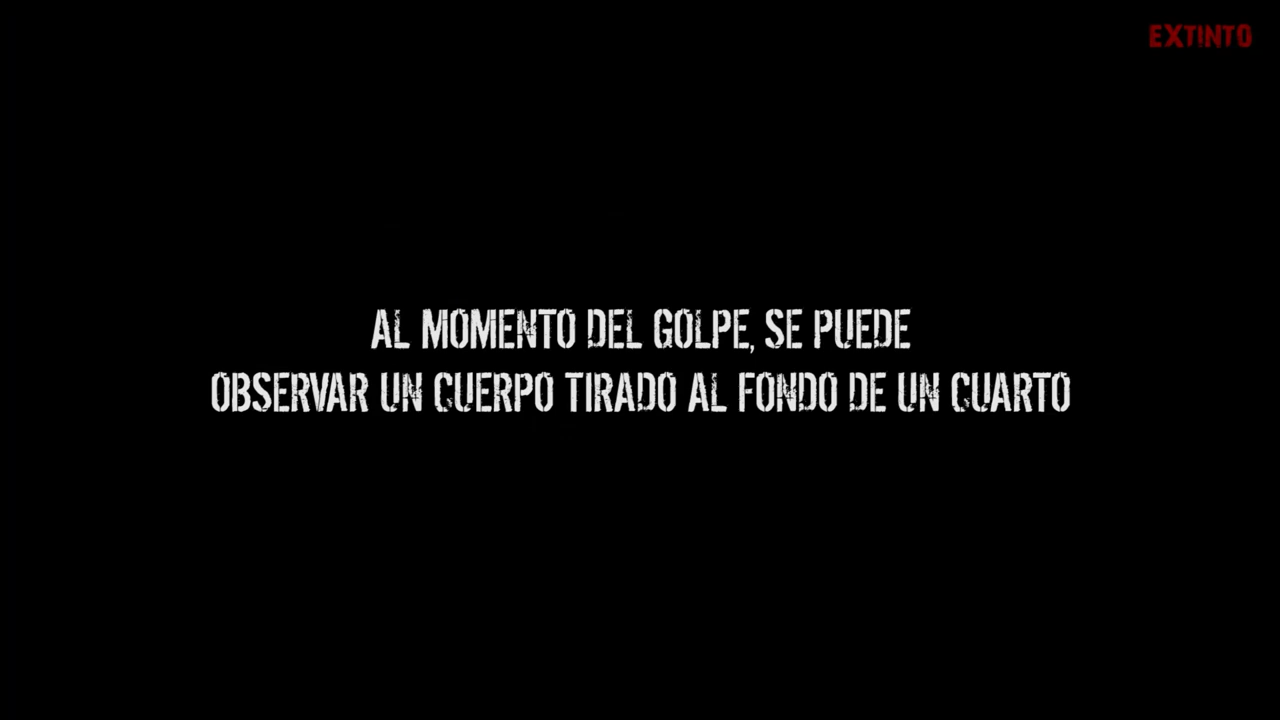 EXTINTO
AL MOMENTO DEL GOLPE, SE PUEDE
OBSERVAR UN CUERPO TIRADO AL FONDO DE UN CUARTO